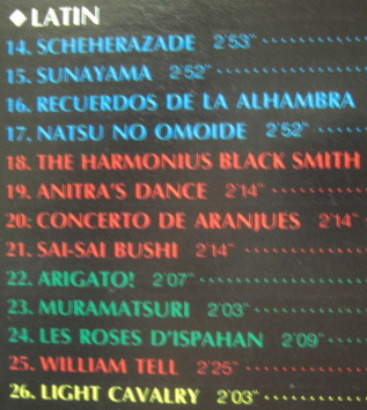 ◆LATIN
14. SCHEHERAZADE 2'53" ··············
15. SUNAYAMA 2'52" ··················
16. RECUERDOS DE LA ALHAMBRA
17. NATSU NO OMOIDE 2'52" ······
18. THE HARMONIUS BLACK SMITH
19. ANITRA'S DANCE 2'14" ············
20: CONCERTO DE ARANJUES 2'14" ·
21. SAI-SAI BUSHI 2'14" ···············
22. ARIGATO! 2'07" ···················
23. MURAMATSURI 2'03" ············
24. LES ROSES D'ISPAHAN 2'09" ·····
25. WILLIAM TELL 2'25" ··············
26. LIGHT CAVALRY 2'03" ···········